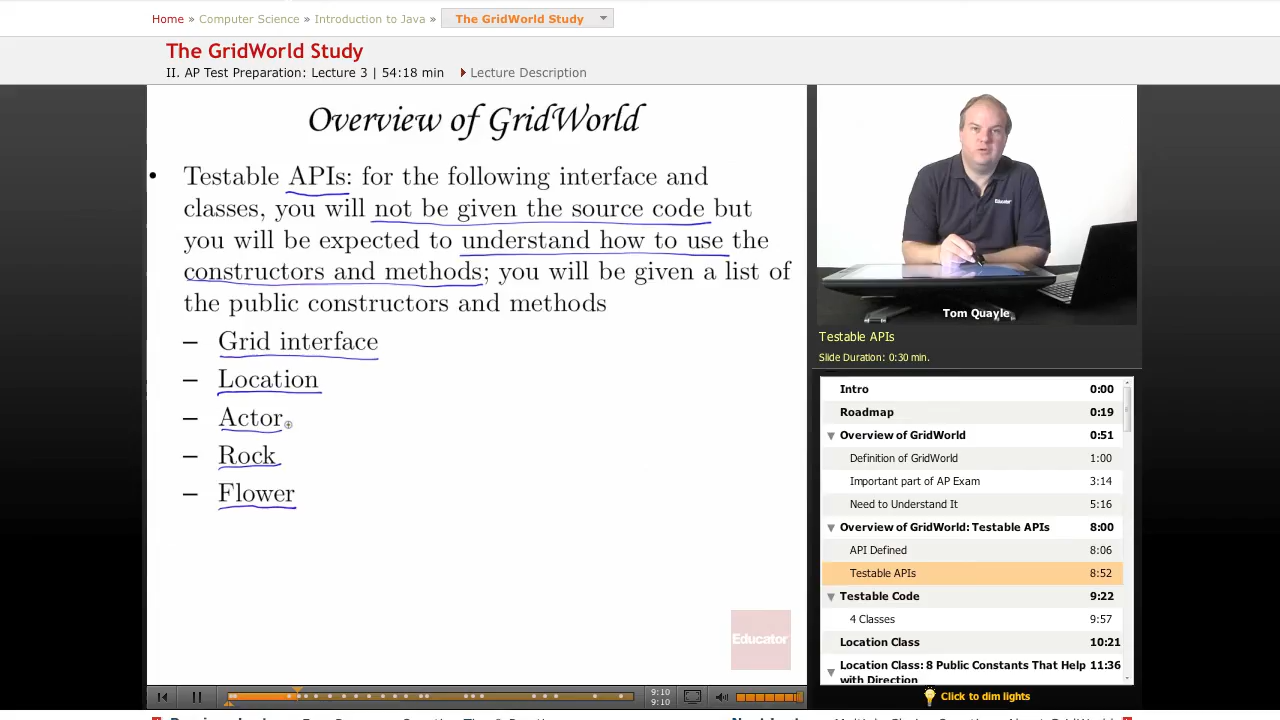 Home » Computer Science » Introduction to Java » The GridWorld Study
The GridWorld Study
II. AP Test Preparation: Lecture 3 | 54:18 min Lecture Description
Overview of GridWorld
• Testable APIs: for the following interface and
classes, you will not be given the source code but
you will be expected to understand how to use the
constructors and methods; you will be given a list of
the public constructors and methods
– Grid interface
– Location
– Actor
– Rock
– Flower
Educator
9:10
9:10
Educator
Tom Quayle
Testable APIs
Slide Duration: 0:30 min.
Intro 0:00
Roadmap 0:19
Overview of GridWorld 0:51
Definition of GridWorld 1:00
Important part of AP Exam 3:14
Need to Understand It 5:16
Overview of GridWorld: Testable APIs 8:00
API Defined 8:06
Testable APIs 8:52
Testable Code 9:22
4 Classes 9:57
Location Class 10:21
Location Class: 8 Public Constants That Help 11:36
with Direction
Click to dim lights